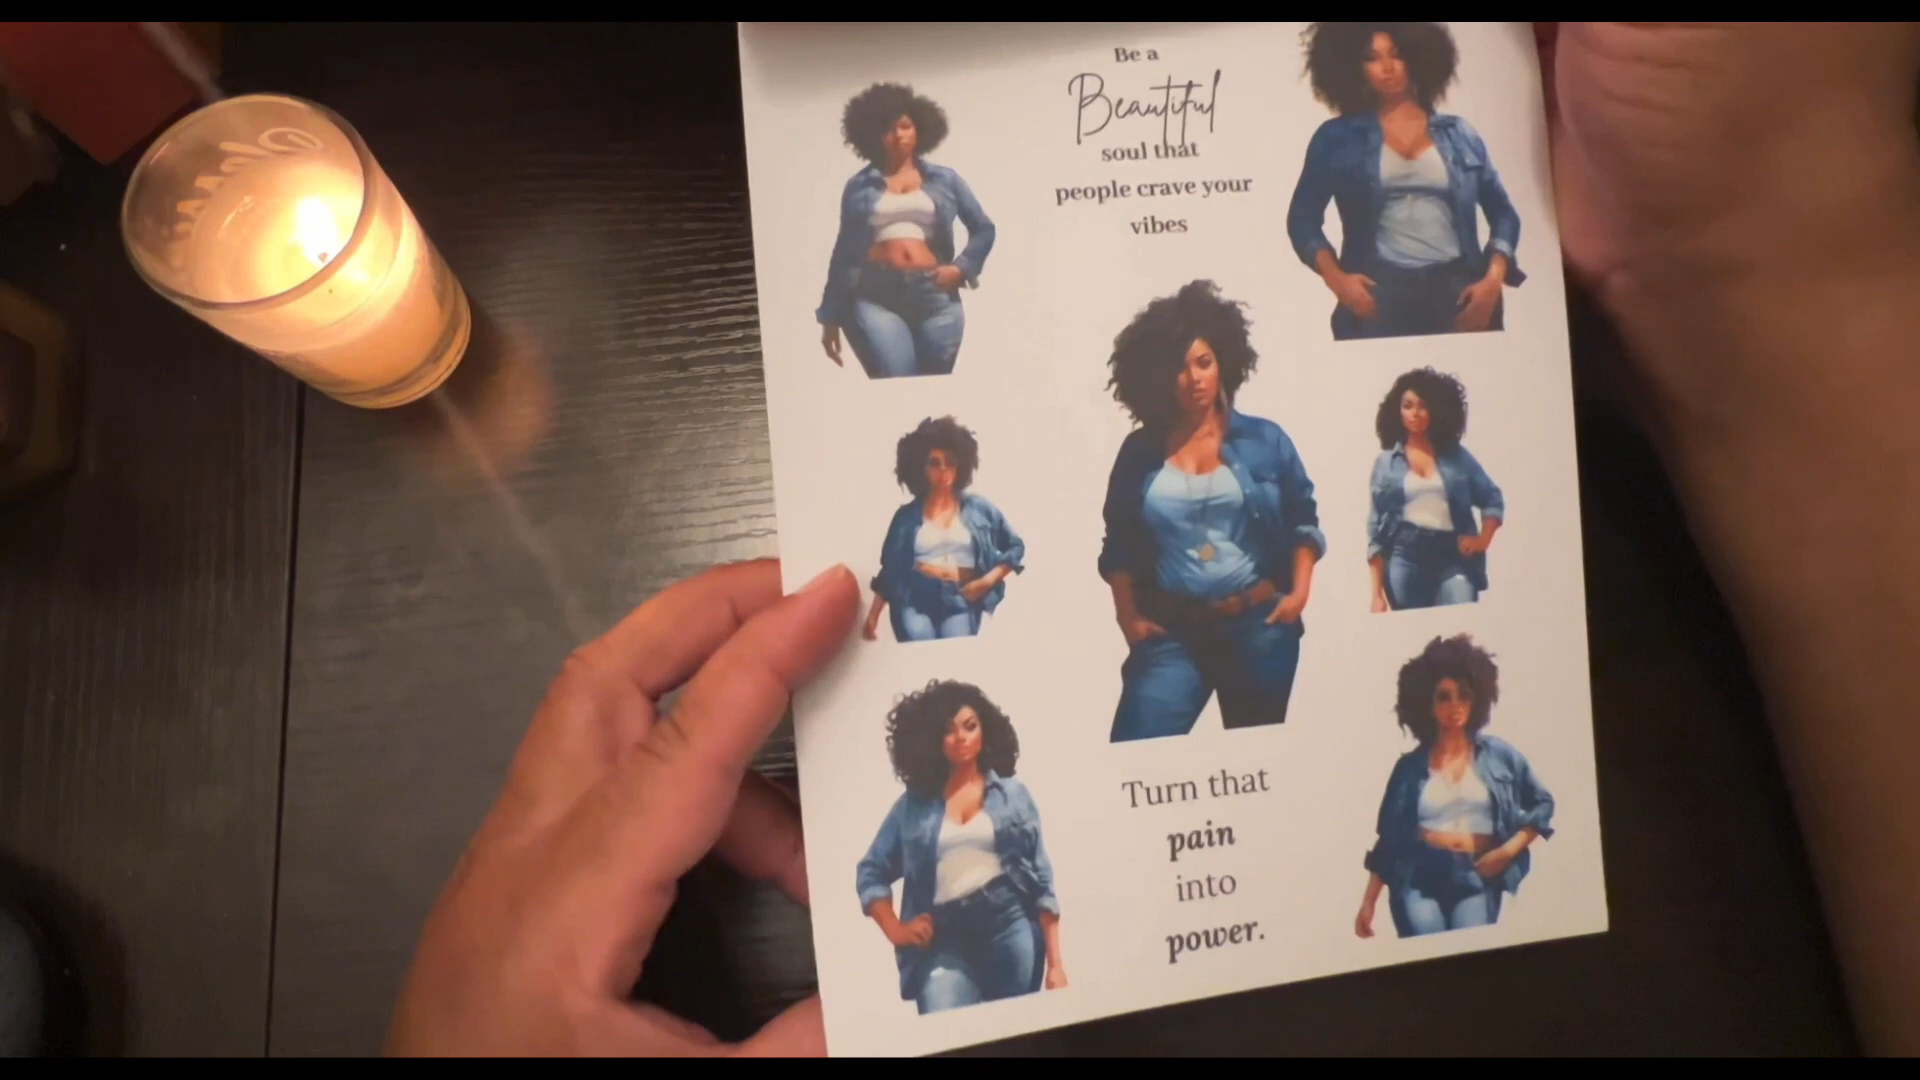 Be a
Beautiful
soul that
people crave your
vibes
Turn that
pain
into
power.